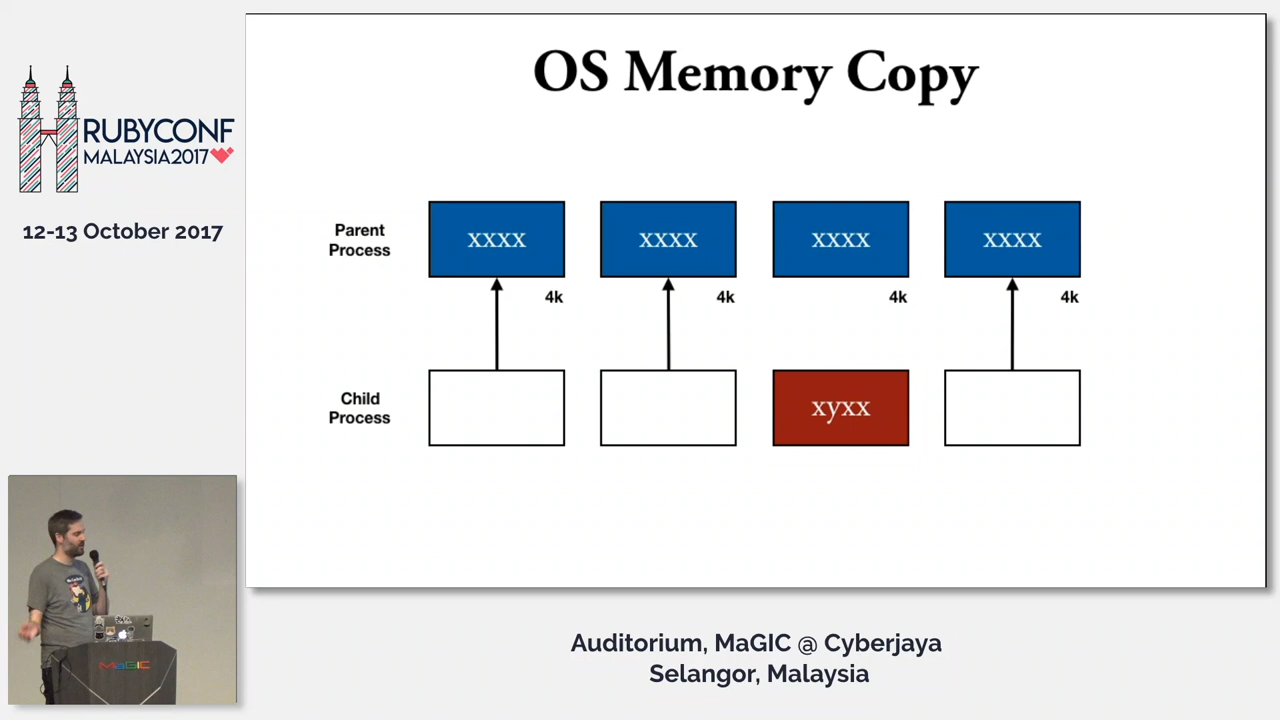 RUBYCONF
MALAYSIA2017
12-13 October 2017
OS Memory Copy
Parent
Process
xxxx
xxxx
xxxx
xxxx
4k
4k
4k
4k
Child
Process
xyxx
MaGIC
Auditorium, MaGIC @ Cyberjaya
Selangor, Malaysia